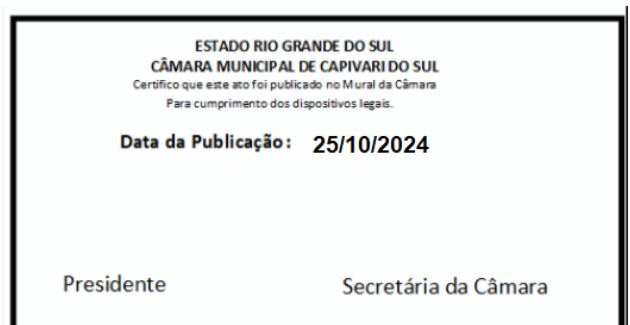 ESTADO RIO GRANDE DO SUL
CÂMARA MUNICIPAL DE CAPIVARI DO SUL
Certifico que este ato foi publicado no Mural da Câmara
Para cumprimento dos dispositivos legais.
Data da Publicação: 25/10/2024
Presidente Secretária da Câmara